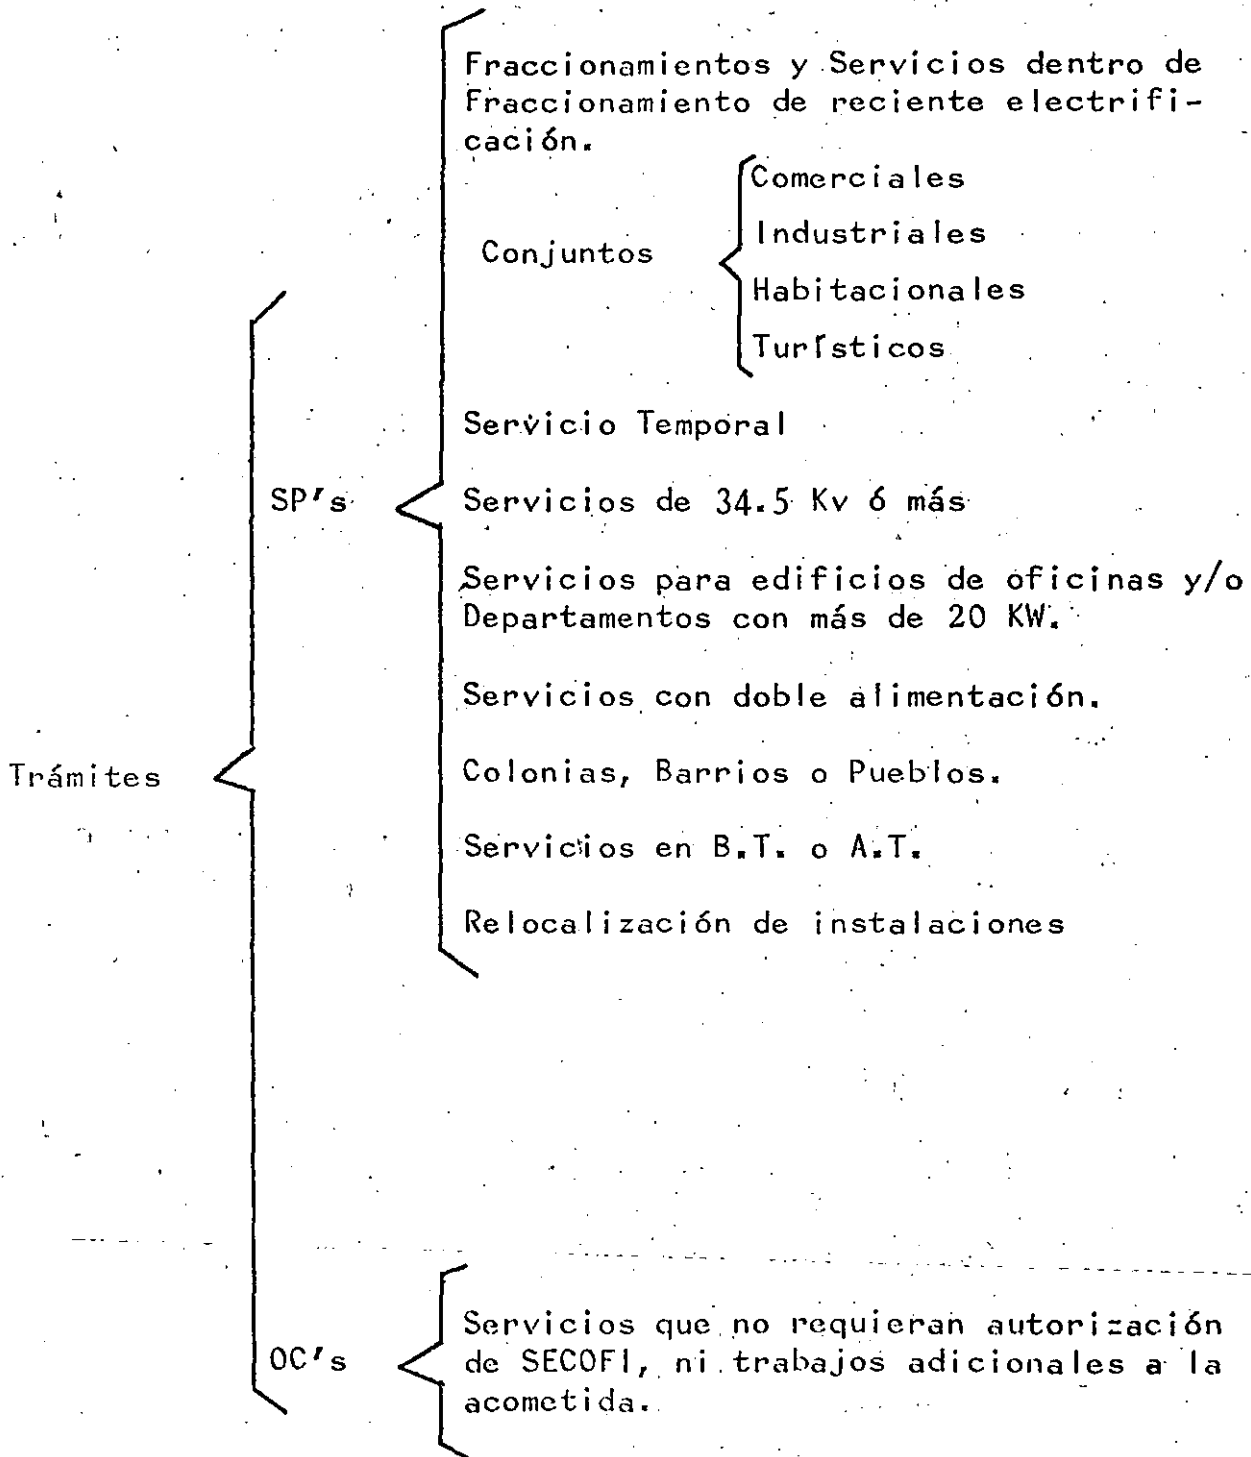 Fraccionamientos y Servicios dentro de
Fraccionamiento de reciente electrifi-
cación.
Conjuntos
Comerciales
Industriales
Habitacionales
Turísticos
Servicio Temporal
SP's
Servicios de 34.5 Kv ó más
Servicios para edificios de oficinas y/o
Departamentos con más de 20 KW.
Servicios con doble alimentación.
Trámites
Colonias, Barrios o Pueblos.
Servicios en B.T. o A.T.
Relocalización de instalaciones
OC's
Servicios que no requieran autorización
de SECOFI, ni trabajos adicionales a la
acometida.